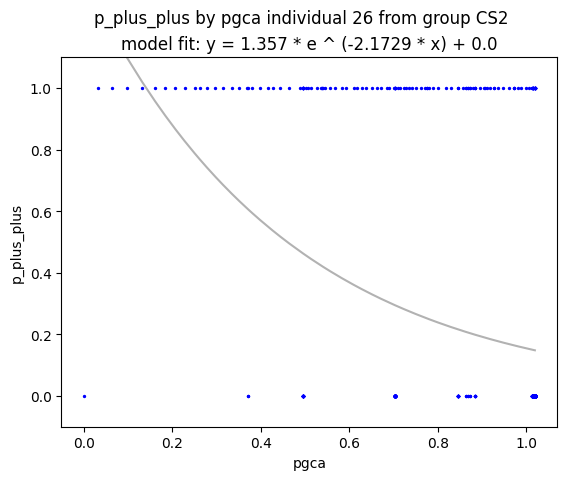 p_plus_plus by pgca individual 26 from group CS2
model fit: y = 1.357 * e ^ (-2.1729 * x) + 0.0
1.0
0.8
0.6
0.4
0.2
0.0
p_plus_plus
0.0 0.2 0.4 0.6 0.8 1.0
pgca